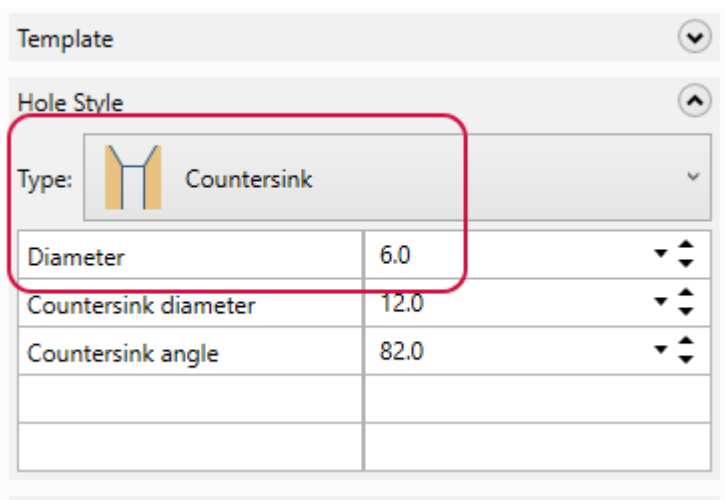 Template
Hole Style
Type: Countersink
Diameter 6.0
Countersink diameter 12.0
Countersink angle 82.0